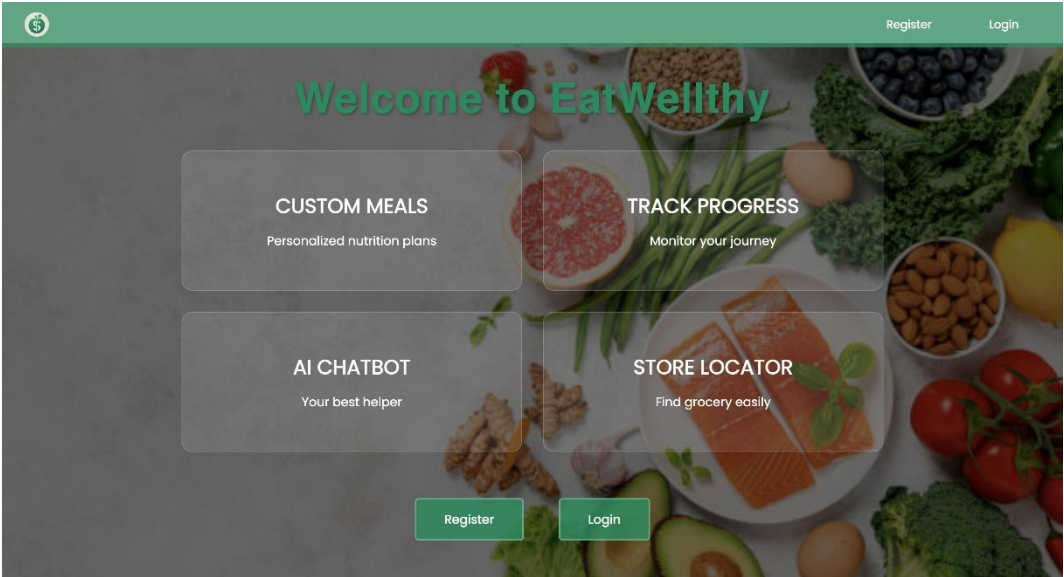 $
Register
Login
Welcome to EatWellthy
CUSTOM MEALS
Personalized nutrition plans
TRACK PROGRESS
Monitor your journey
AI CHATBOT
Your best helper
STORE LOCATOR
Find grocery easily
Register
Login